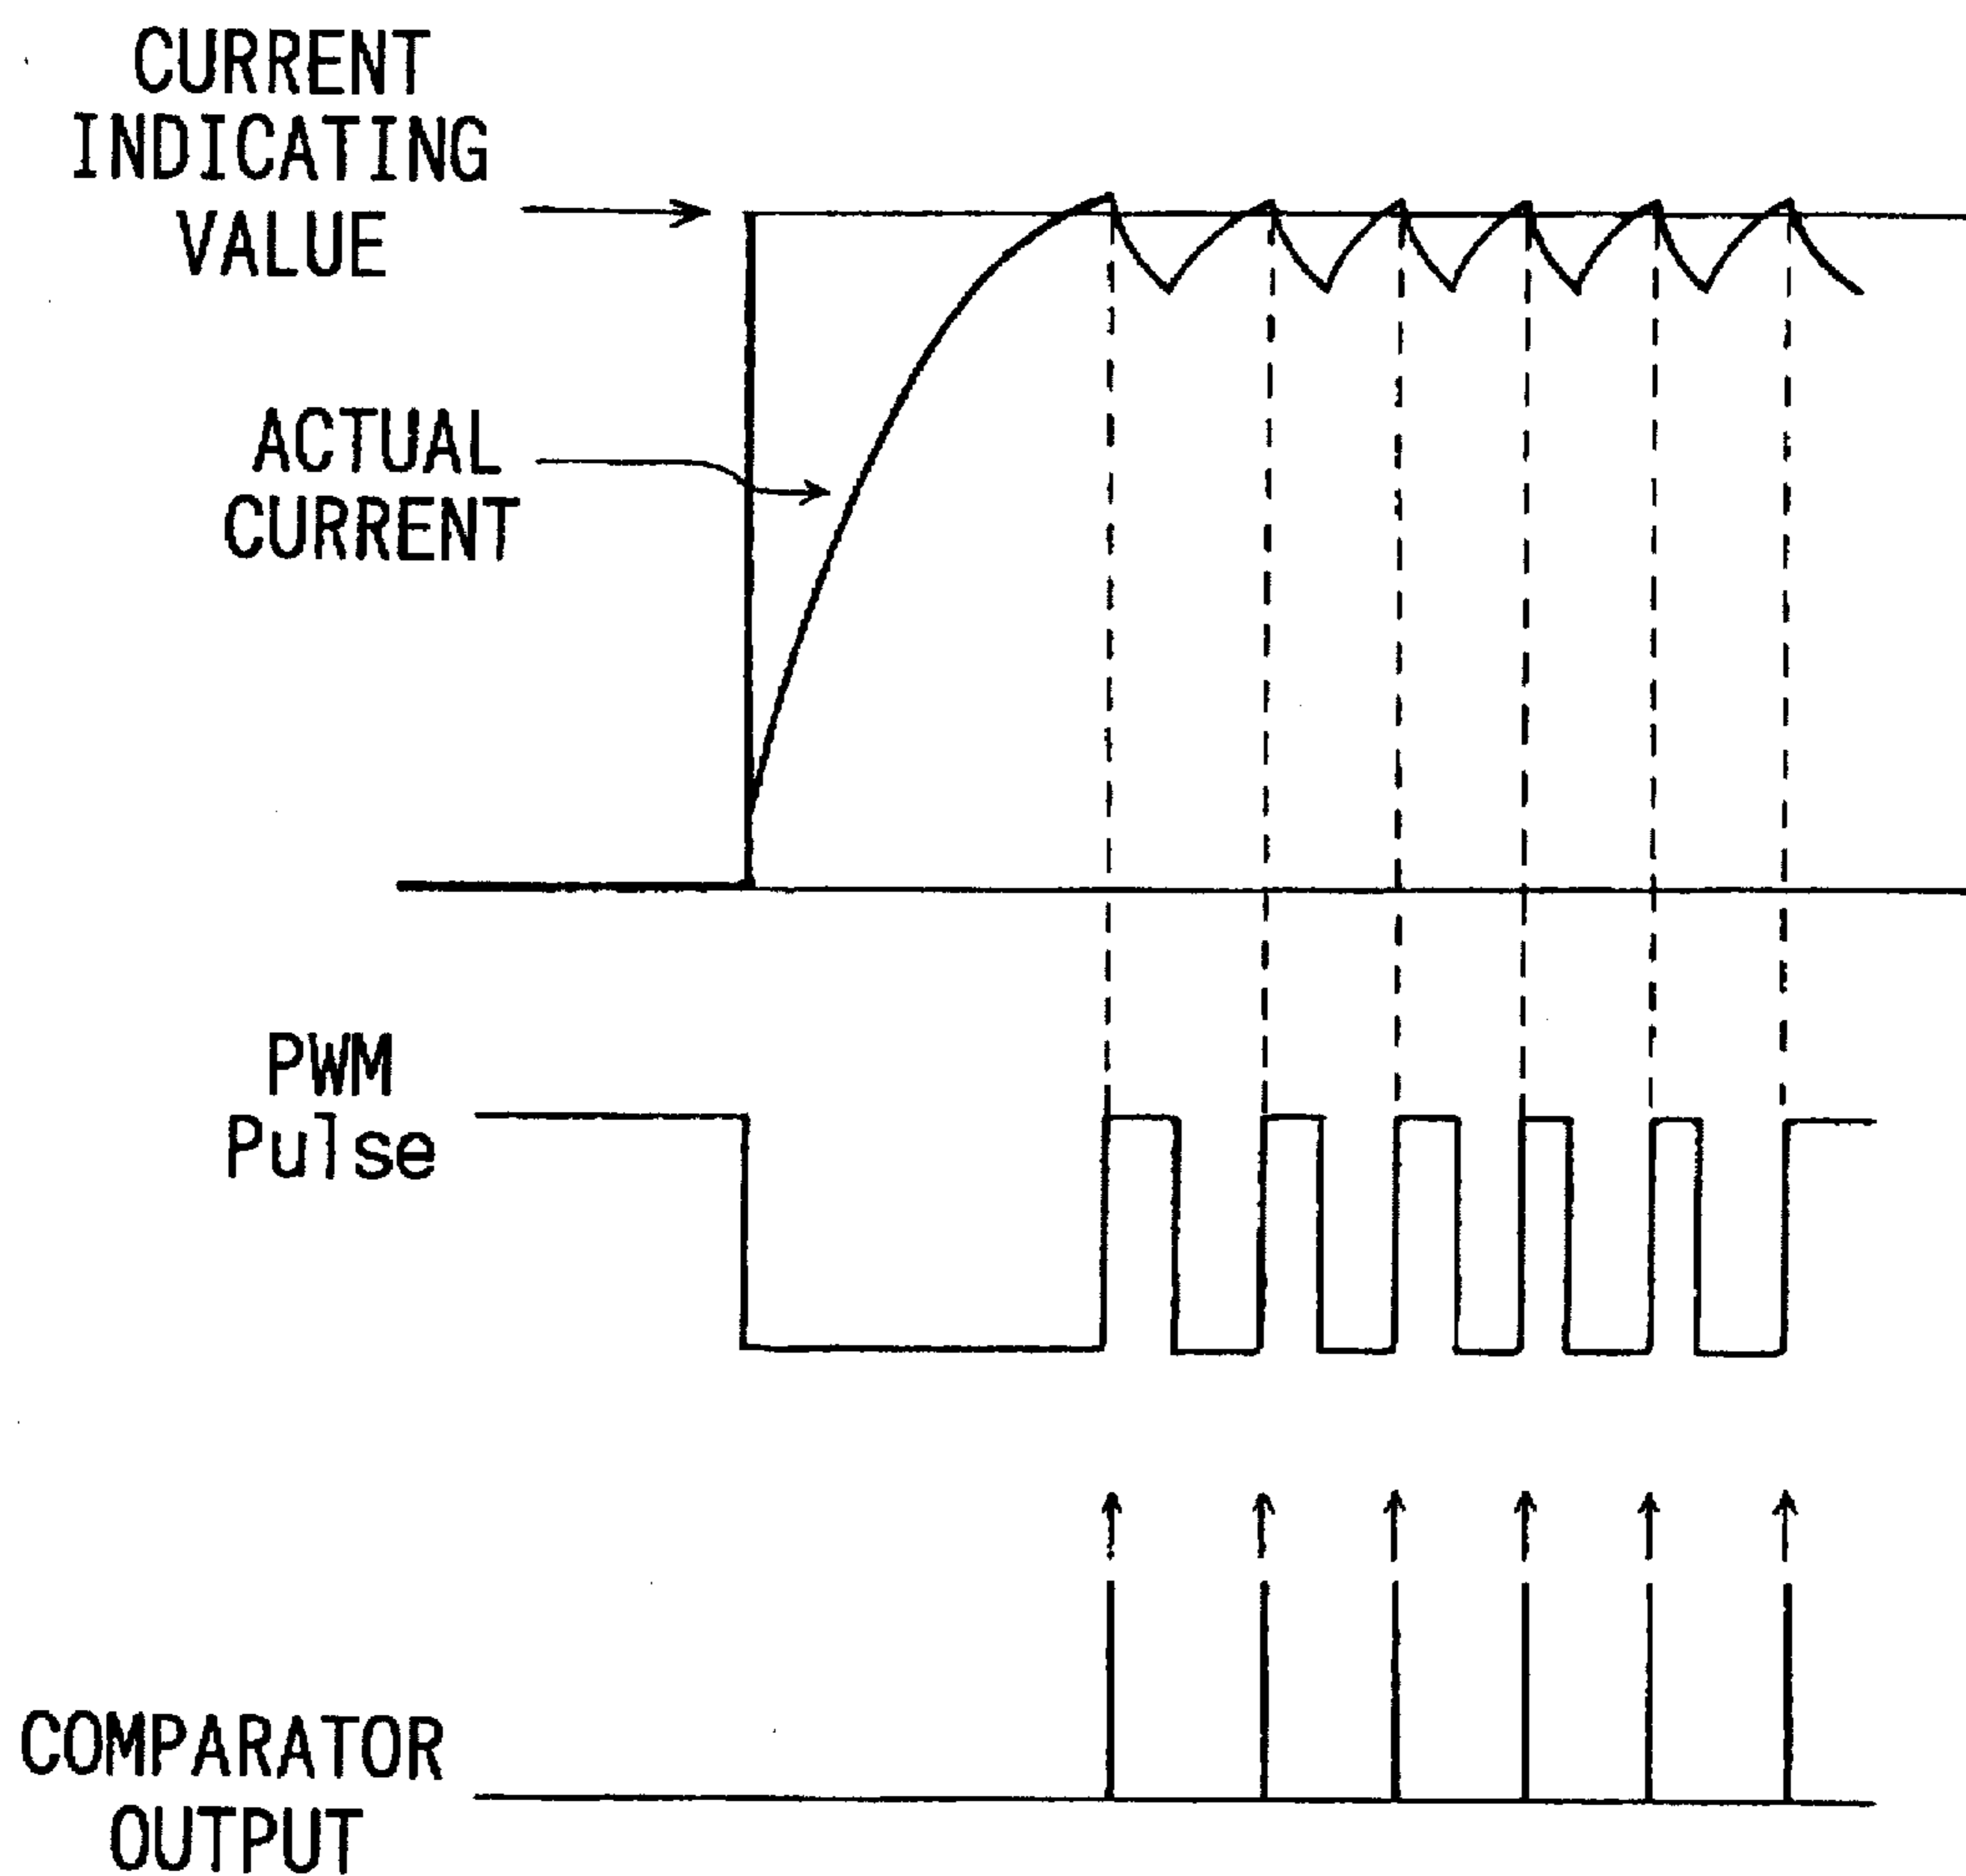 CURRENT
INDICATING
VALUE
ACTUAL
CURRENT
PWM
Pulse
COMPARATOR
OUTPUT